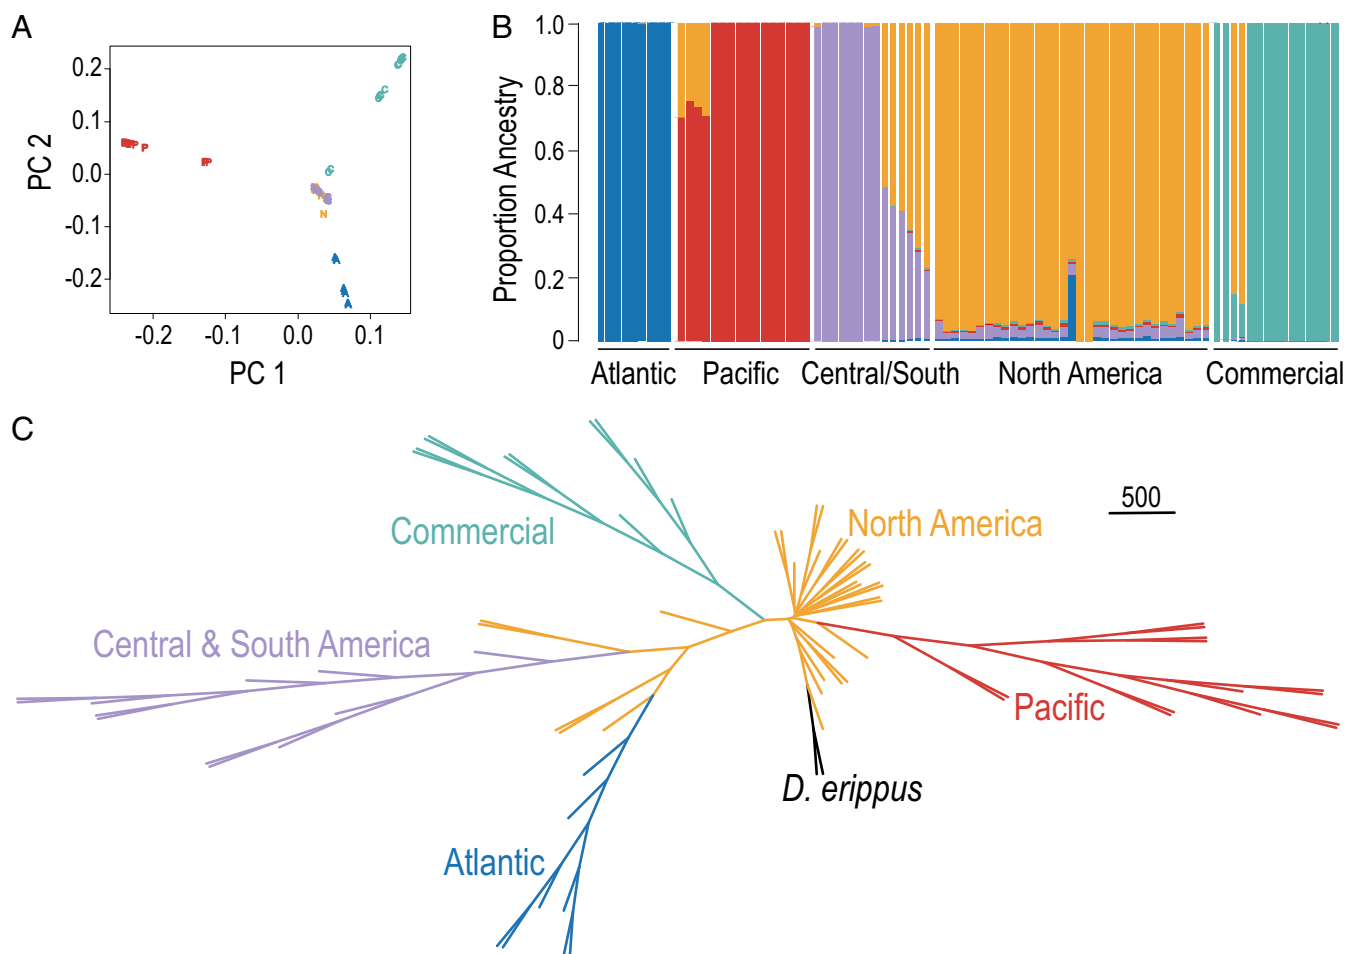 A
B
0.2
0.1
0.0
-0.1
-0.2
PC 2
-0.2
-0.1
0.0
0.1
PC 1
P
P
C
C
N
A
A
A
1.0
0.8
0.6
0.4
0.2
0
Proportion Ancestry
Atlantic
Pacific
Central/South
North America
Commercial
C
Commercial
North America
500
Central & South America
Pacific
D. erippus
Atlantic